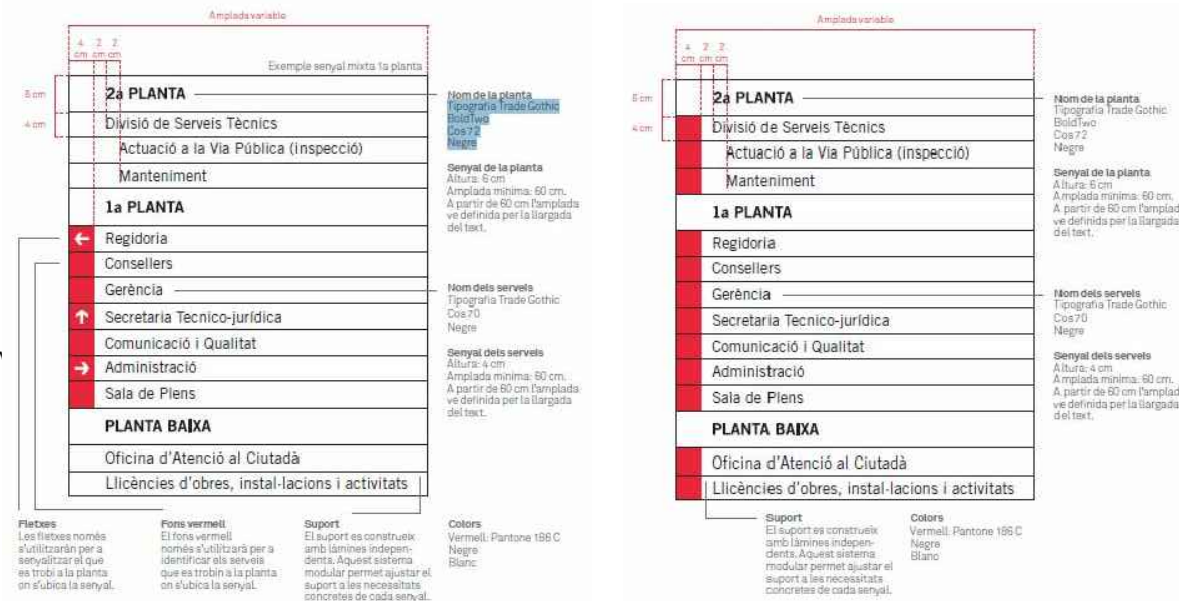 Amplada variable
4 2 2
cm cm cm
Exemple senyal mixta 1a planta
6 cm
4 cm
2a PLANTA
Divisió de Serveis Tècnics
Actuació a la Via Pública (inspecció)
Manteniment
1a PLANTA
Regidoria
Consellers
Gerència
Secretaria Tecnico-jurídica
Comunicació i Qualitat
Administració
Sala de Plens
PLANTA BAIXA
Oficina d'Atenció al Ciutadà
Llicències d'obres, instal·lacions i activitats
Nom de la planta
Tipografia Trade Gothic
BoldTwo
Cos 72
Negre
Senyal de la planta
Altura: 6 cm
Amplada mínima: 60 cm.
A partir de 60 cm l'amplada
ve definida per la llargada
del text.
Nom dels serveis
Tipografia Trade Gothic
Cos 70
Negre
Senyal dels serveis
Altura: 4 cm
Amplada mínima: 60 cm.
A partir de 60 cm l'amplada
ve definida per la llargada
del text.
Fletxes
Les fletxes només
s'utilitzaràn per a
senyalitzar el que
es trobi a la planta
on s'ubica la senyal.
Fons vermell
El fons vermell
només s'utilitzarà per a
identificar els serveis
que es trobin a la planta
on s'ubica la senyal.
Suport
El suport es construeix
amb làmines indepen-
dents. Aquest sistema
modular permet ajustar el
suport a les necessitats
concretes de cada senyal.
Colors
Vermell: Pantone 186 C
Negre
Blanc
Amplada variable
4 2 2
cm cm cm
6 cm
4 cm
2a PLANTA
Divisió de Serveis Tècnics
Actuació a la Via Pública (inspecció)
Manteniment
1a PLANTA
Regidoria
Consellers
Gerència
Secretaria Tecnico-jurídica
Comunicació i Qualitat
Administració
Sala de Plens
PLANTA BAIXA
Oficina d'Atenció al Ciutadà
Llicències d'obres, instal·lacions i activitats
Nom de la planta
Tipografia Trade Gothic
BoldTwo
Cos 72
Negre
Senyal de la planta
Altura: 6 cm
Amplada mínima: 60 cm.
A partir de 60 cm l'amplad
ve definida per la llargada
del text.
Nom dels serveis
Tipografia Trade Gothic
Cos 70
Negre
Senyal dels serveis
Altura: 4 cm
Amplada mínima: 60 cm.
A partir de 60 cm l'amplad
ve definida per la llargada
del text.
Suport
El suport es construeix
amb làmines indepen-
dents. Aquest sistema
modular permet ajustar el
suport a les necessitats
concretes de cada senyal.
Colors
Vermell: Pantone 186 C
Negre
Blanc